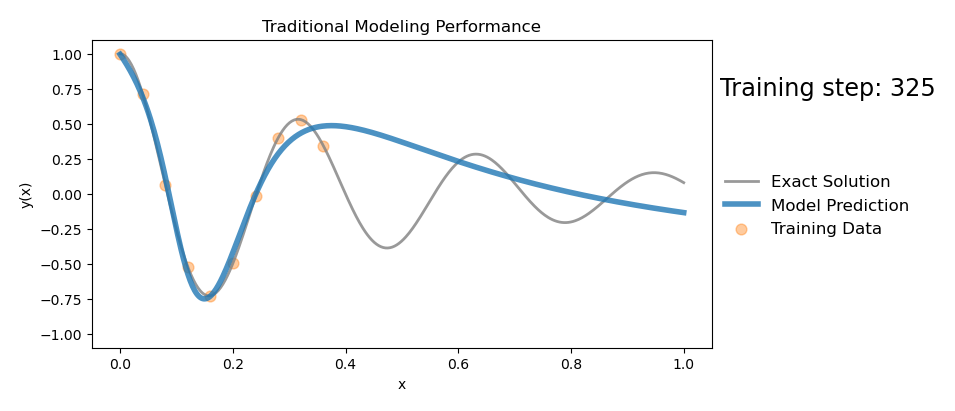 Traditional Modeling Performance
Training step: 325
Exact Solution
Model Prediction
Training Data
y(x)
1.00
0.75
0.50
0.25
0.00
−0.25
−0.50
−0.75
−1.00
0.0 0.2 0.4 0.6 0.8 1.0
x